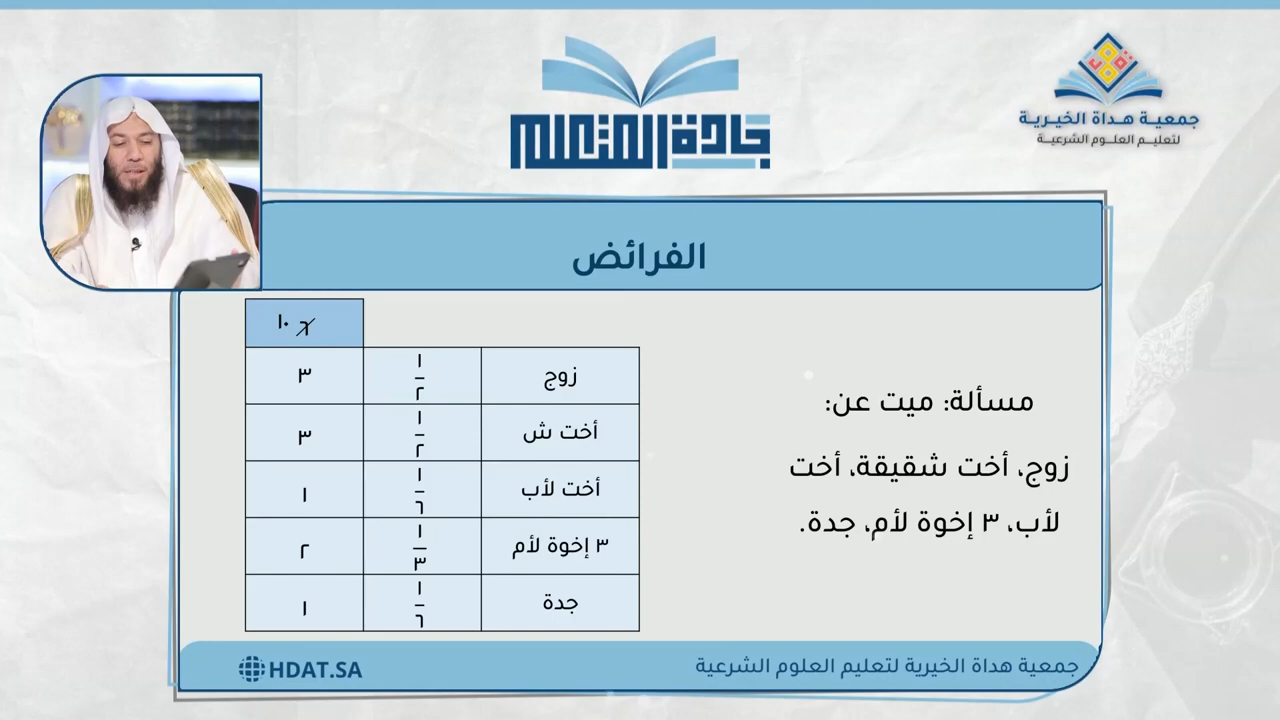 جادة المتعلم
جمعية هداة الخيرية
لتعليم العلوم الشرعية
الفرائض
مسألة: ميت عن:
زوج، أخت شقيقة، أخت
لأب، ٣ إخوة لأم، جدة.
٦ ١٠
زوج ١/٢ ٣
أخت ش ١/٢ ٣
أخت لأب ١/٦ ١
٣ إخوة لأم ١/٣ ٢
جدة ١/٦ ١
جمعية هداة الخيرية لتعليم العلوم الشرعية
HDAT.SA